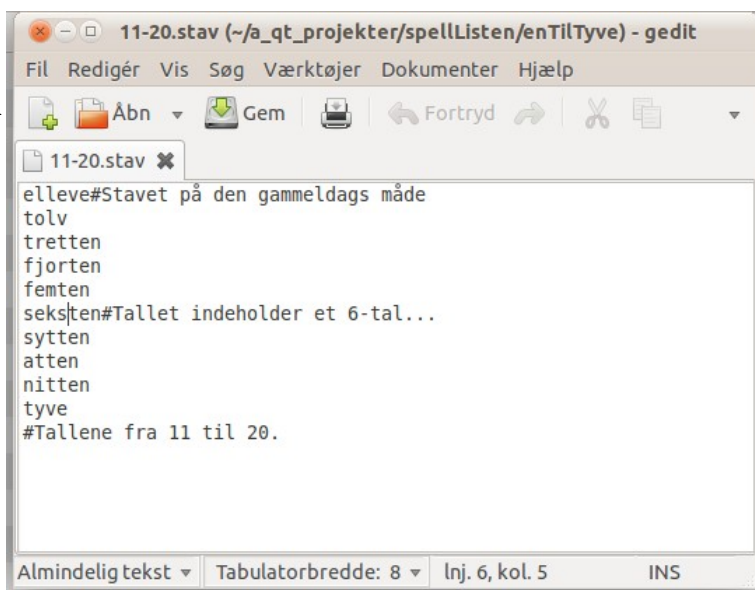 11-20.stav (~/a_qt_projekter/spellListen/enTilTyve) - gedit
Fil Redigér Vis Søg Værktøjer Dokumenter Hjælp
Åbn Gem Fortryd
11-20.stav
elleve#Stavet på den gammeldags måde
tolv
tretten
fjorten
femten
seksten#Tallet indeholder et 6-tal...
sytten
atten
nitten
tyve
#Tallene fra 11 til 20.
Almindelig tekst Tabulatorbredde: 8 lnj. 6, kol. 5 INS